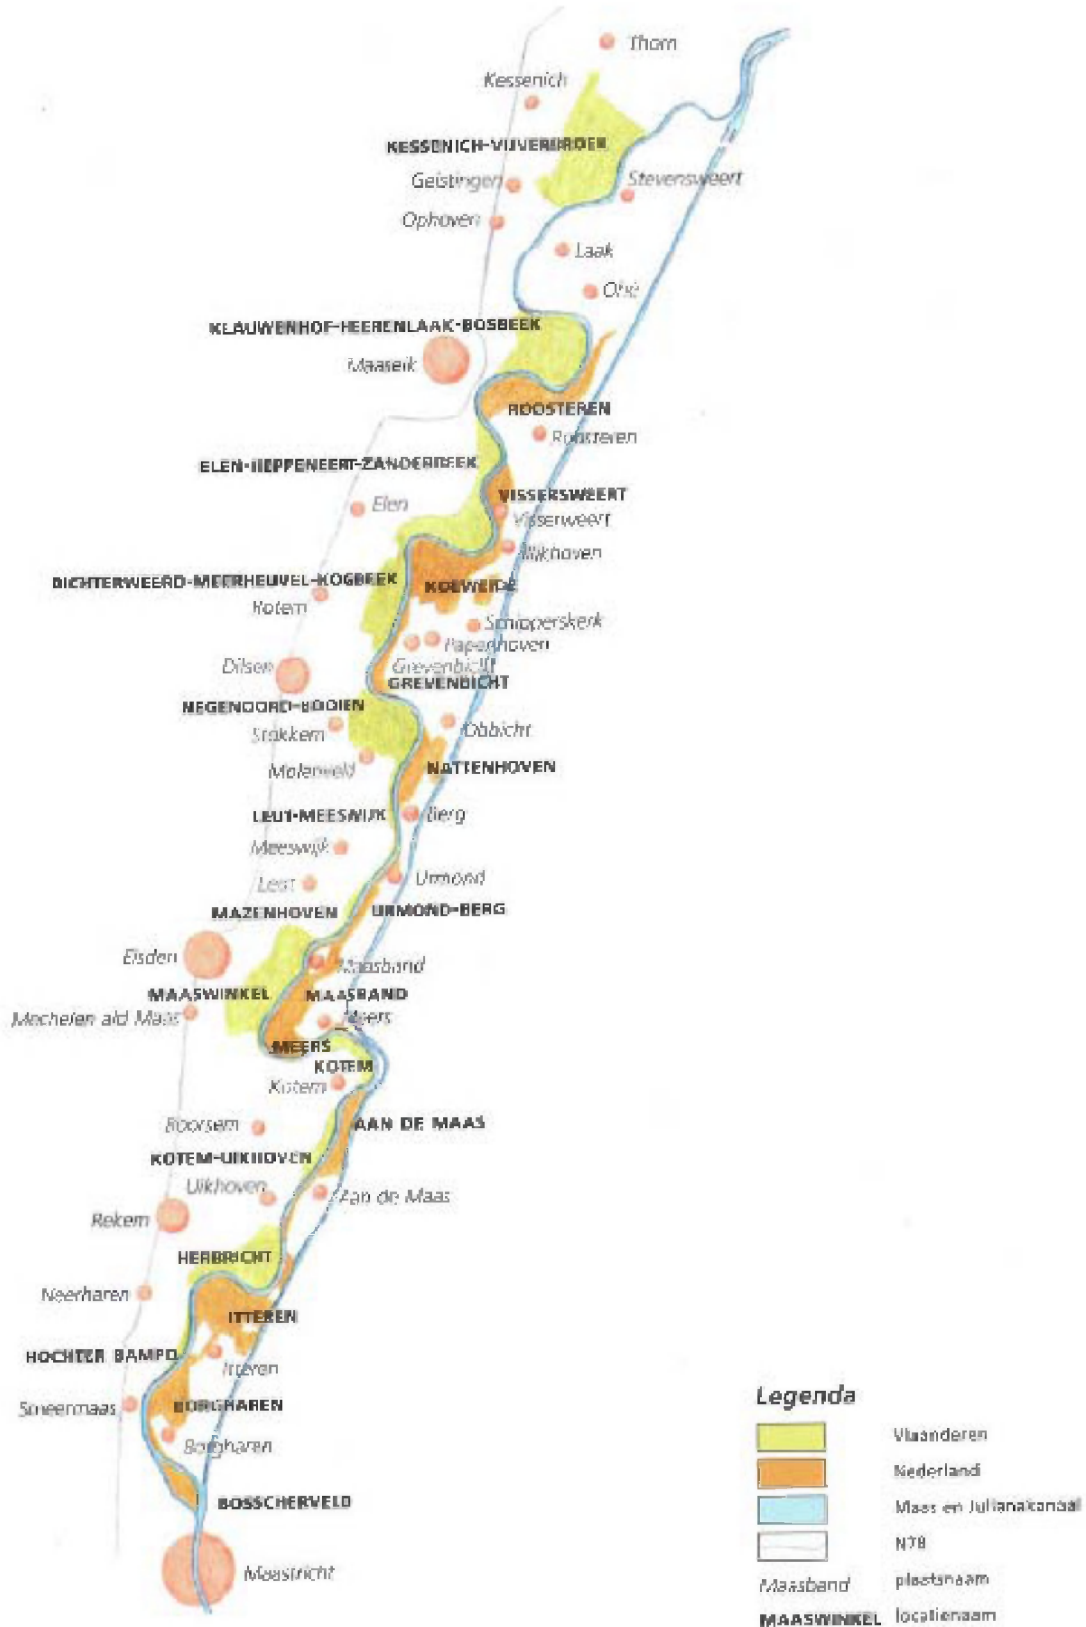 Thorn
Kessenich
KESSENICH-VIJVERBROEK
Geistingen
Stevensweert
Ophoven
Laak
Ohé
KLAUWENHOF-HEERENLAAK-BOSBEEK
Maaseik
ROOSTEREN
Roosteren
ELEN-HEPPENEERT-ZANDERBEEK
VISSERSWEERT
Elen
Visserweert
Illikhoven
BICHTERWEERD-MEERHEUVEL-KOGBEEK
KOEWEIDE
Rotem
Schipperskerk
Papenhoven
Dilsen
Grevenbicht
GREVENBICHT
NEGENOORD-BOOIEN
Stokkem
Obbicht
Molenveld
NATTENHOVEN
LEUT-MEESWIJK
Berg
Meeswijk
Leut
Urmond
MAZENHOVEN
URMOND-BERG
Eisden
Maasband
MAASWINKEL
MAASBAND
Mechelen a/d Maas
Meers
MEERS
KOTEM
Kotem
Boorsem
AAN DE MAAS
KOTEM-UIKHOVEN
Uikhoven
Aan de Maas
Rekem
HERBRICHT
Neerharen
ITTEREN
HOCHTER BAMPD
Itteren
Smeermaas
BORGHAREN
Borgharen
BOSSCHERVELD
Maastricht
Legenda
Vlaanderen
Nederland
Maas en Julianakanaal
N78
Maasband plaatsnaam
MAASWINKEL locatienaam